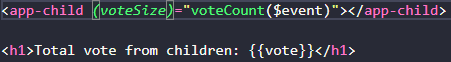 <app-child (voteSize)="voteCount($event)"></app-child>
<h1>Total vote from children: {{vote}}</h1>